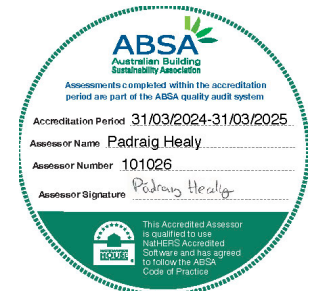 ABSA
Australian Building
Sustainability Association
Assessments completed within the accreditation
period are part of the ABSA quality audit system
Accreditation Period 31/03/2024-31/03/2025
Assessor Name Padraig Healy
Assessor Number 101026
Assessor Signature Padraig Healy
This Accredited Assessor
is qualified to use
NatHERS Accredited
Software and has agreed
to follow the ABSA
Code of Practice
HOUSE